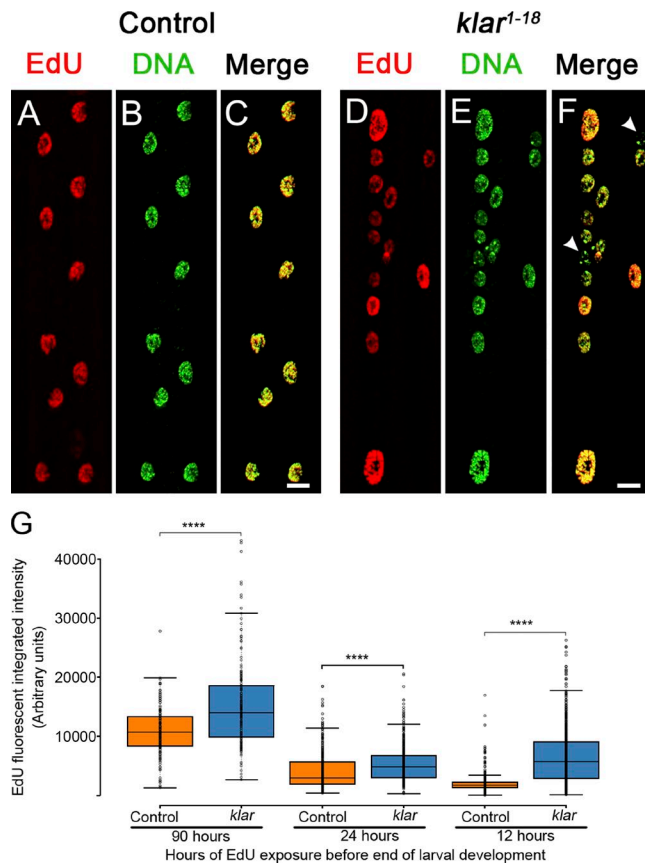 Control klar1-18
EdU DNA Merge EdU DNA Merge
A B C D E F
G
**** **** ****
EdU fluorescent integrated intensity
(Arbitrary units)
40000
30000
20000
10000
Control klar Control klar Control klar
90 hours 24 hours 12 hours
Hours of EdU exposure before end of larval development